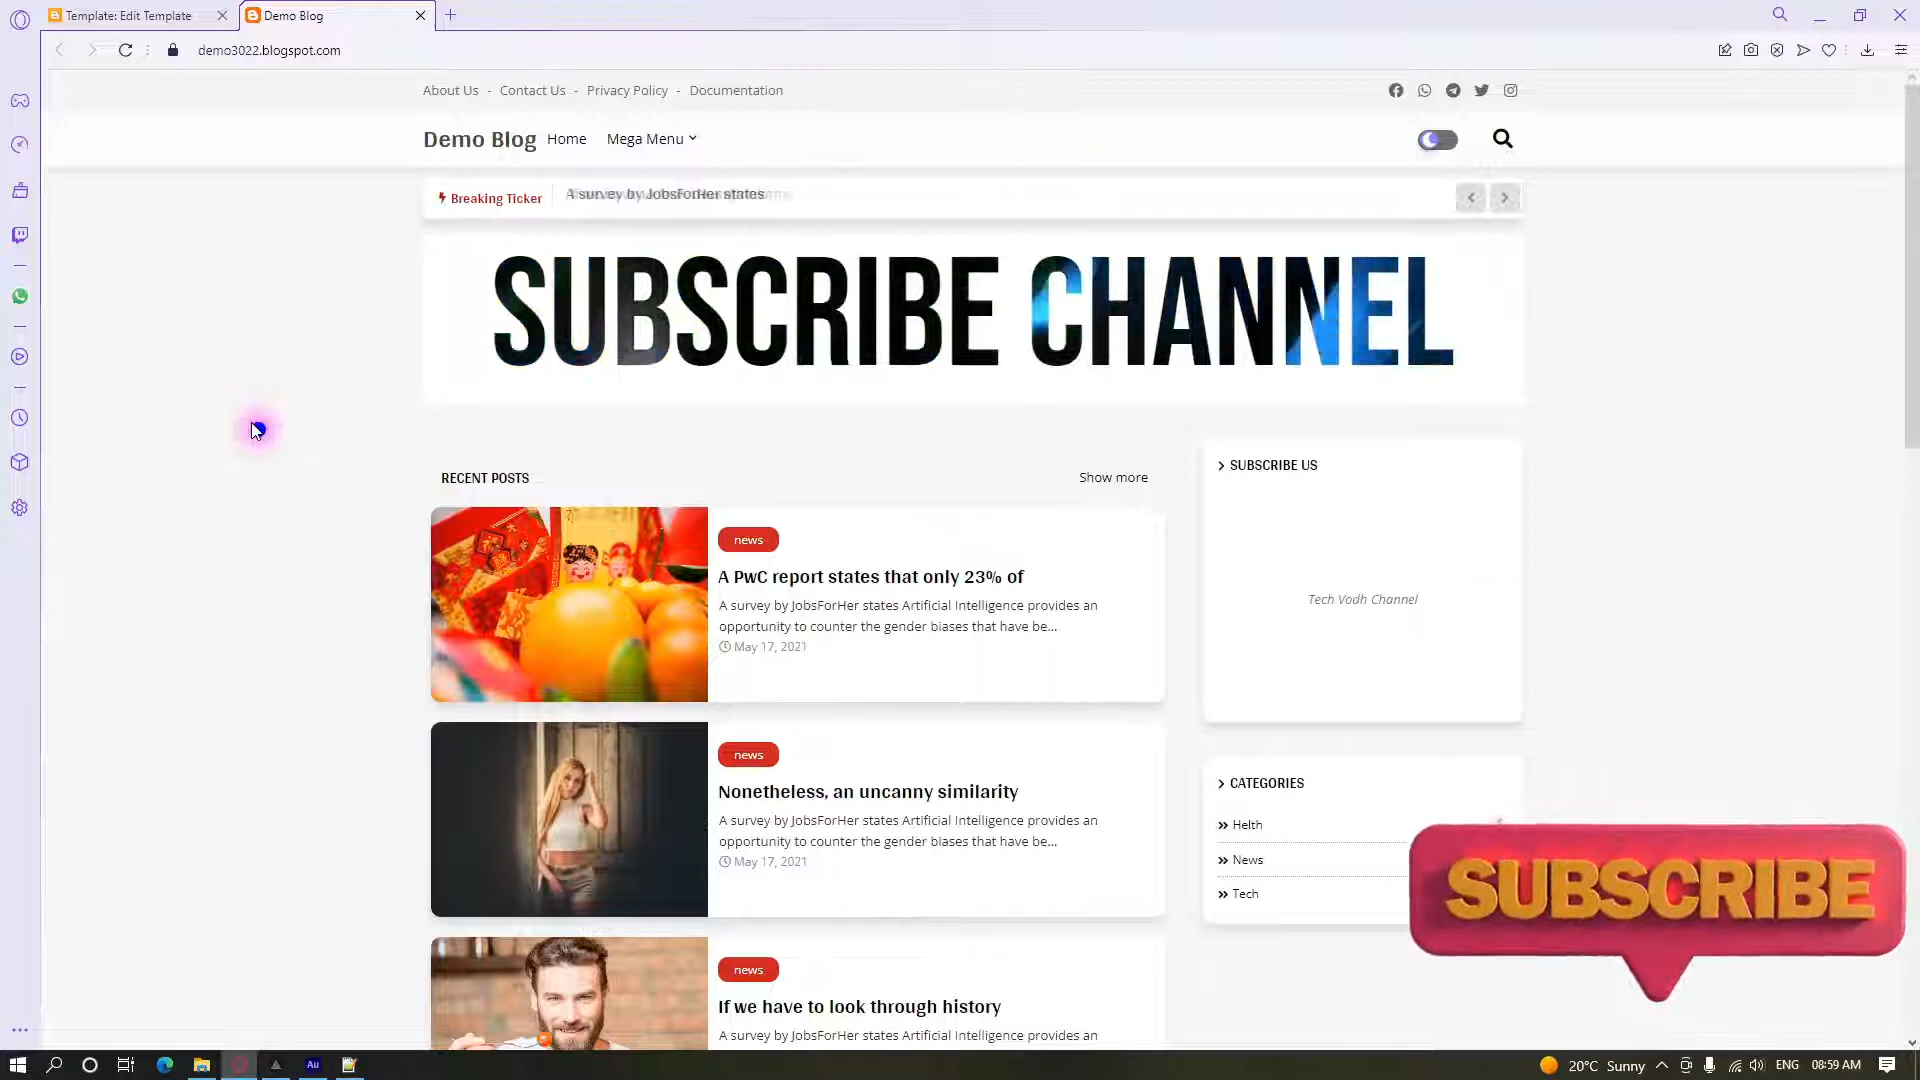 Template: Edit Template
Demo Blog
demo3022.blogspot.com
About Us - Contact Us - Privacy Policy - Documentation
Demo Blog
Home
Mega Menu
Breaking Ticker
A survey by JobsForHer states
SUBSCRIBE CHANNEL
RECENT POSTS
Show more
news
A PwC report states that only 23% of
A survey by JobsForHer states Artificial Intelligence provides an
opportunity to counter the gender biases that have be...
May 17, 2021
news
Nonetheless, an uncanny similarity
A survey by JobsForHer states Artificial Intelligence provides an
opportunity to counter the gender biases that have be...
May 17, 2021
news
If we have to look through history
A survey by JobsForHer states Artificial Intelligence provides an
SUBSCRIBE US
Tech Vodh Channel
CATEGORIES
Helth
News
Tech
SUBSCRIBE
Au
20°C Sunny
ENG
08:59 AM